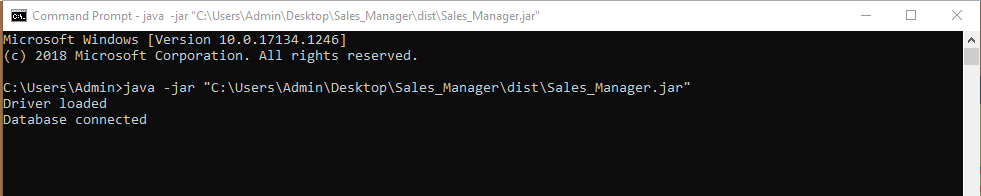 Command Prompt - java  -jar "C:\Users\Admin\Desktop\Sales_Manager\dist\Sales_Manager.jar"
Microsoft Windows [Version 10.0.17134.1246]
(c) 2018 Microsoft Corporation. All rights reserved.
C:\Users\Admin>java -jar "C:\Users\Admin\Desktop\Sales_Manager\dist\Sales_Manager.jar"
Driver loaded
Database connected